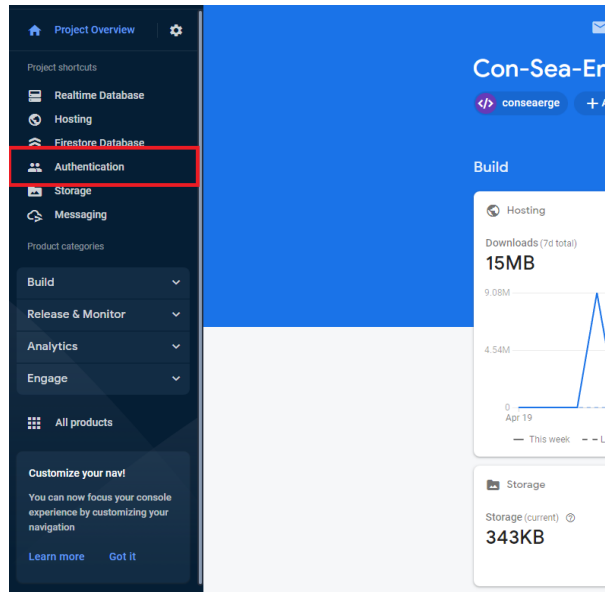 Project Overview
Project shortcuts
Realtime Database
Hosting
Firestore Database
Authentication
Storage
Messaging
Product categories
Build
Release & Monitor
Analytics
Engage
All products
Customize your nav!
You can now focus your console
experience by customizing your
navigation
Learn more Got it
Con-Sea-Er
</> conseaerge + A
Build
Hosting
Downloads (7d total)
15MB
9.08M
4.54M
0
Apr 19
This week L
Storage
Storage (current)
343KB